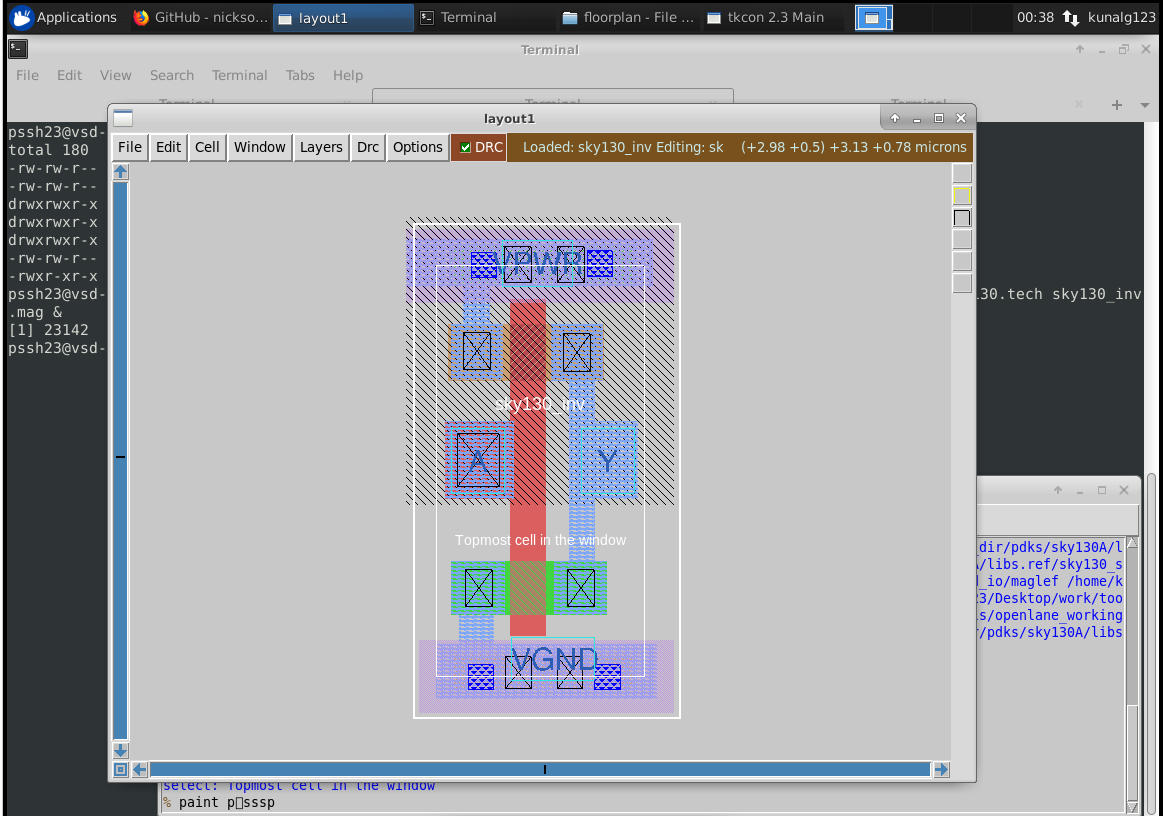 Applications GitHub - nickso... layout1 Terminal floorplan - File ... tkcon 2.3 Main 00:38 kunalg123
Terminal
File Edit View Search Terminal Tabs Help
pssh23@vsd-
total 180
-rw-rw-r--
-rw-rw-r--
drwxrwxr-x
drwxrwxr-x
drwxrwxr-x
-rw-rw-r--
-rwxr-xr-x
pssh23@vsd- 30.tech sky130_inv
.mag &
[1] 23142
pssh23@vsd-
layout1
File Edit Cell Window Layers Drc Options DRC Loaded: sky130_inv Editing: sk (+2.98 +0.5) +3.13 +0.78 microns
VPWR
sky130_inv
A Y
Topmost cell in the window
VGND
_dir/pdks/sky130A/l
/libs.ref/sky130_s
_io/maglef /home/k
23/Desktop/work/too
s/openlane_working
r/pdks/sky130A/libs
select: Topmost cell in the window
% paint p sssp